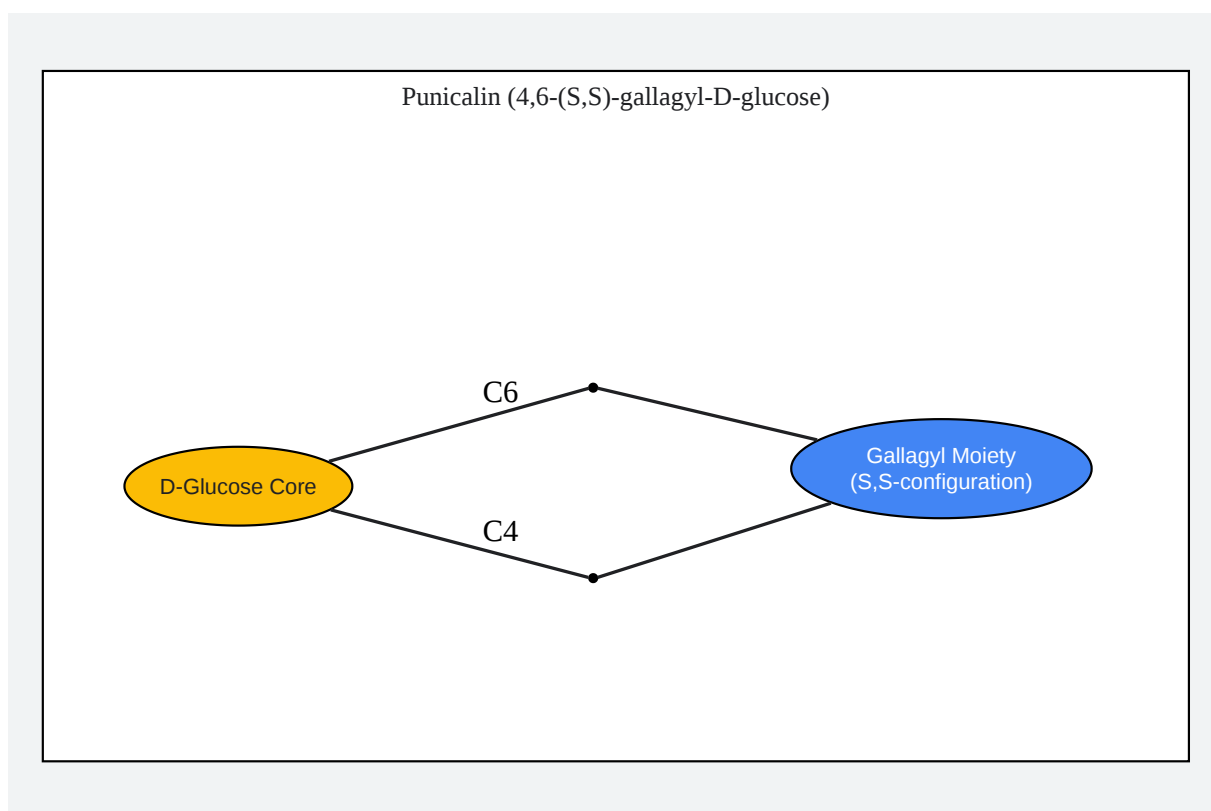 Punicalin (4,6-(S,S)-gallagyl-D-glucose)
C6
D-Glucose Core
Gallagyl Moiety
(S,S-configuration)
C4